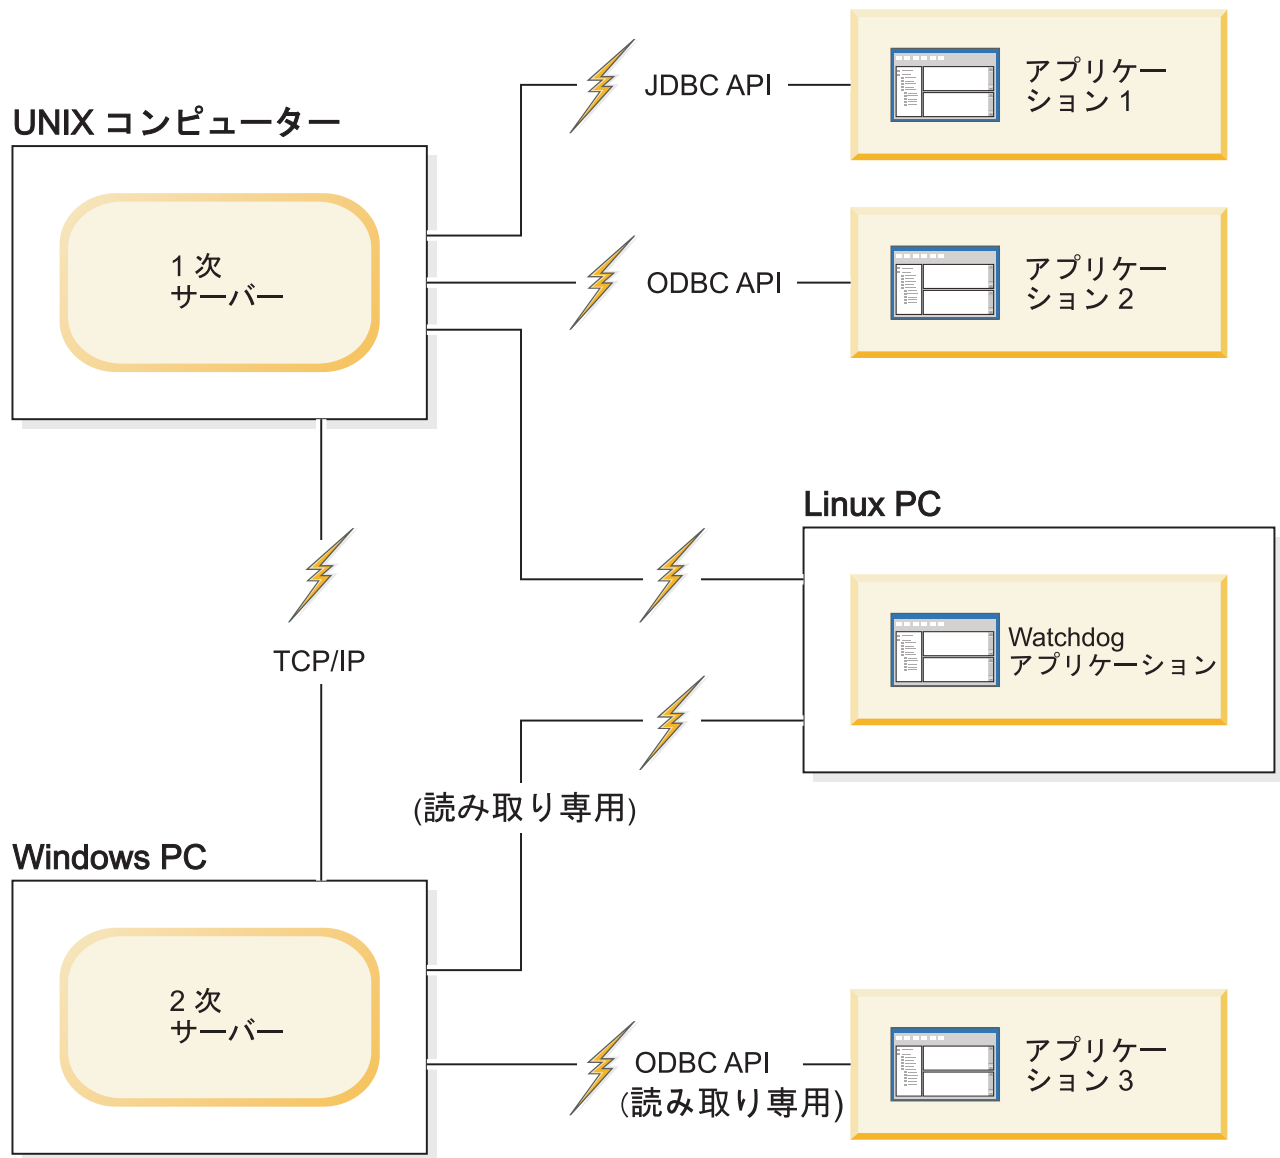 JDBC API
アプリケー
ション 1
UNIX コンピューター
1 次
サーバー
ODBC API
アプリケー
ション 2
Linux PC
Watchdog
アプリケーション
TCP/IP
(読み取り専用)
Windows PC
2 次
サーバー
ODBC API
(読み取り専用)
アプリケー
ション 3